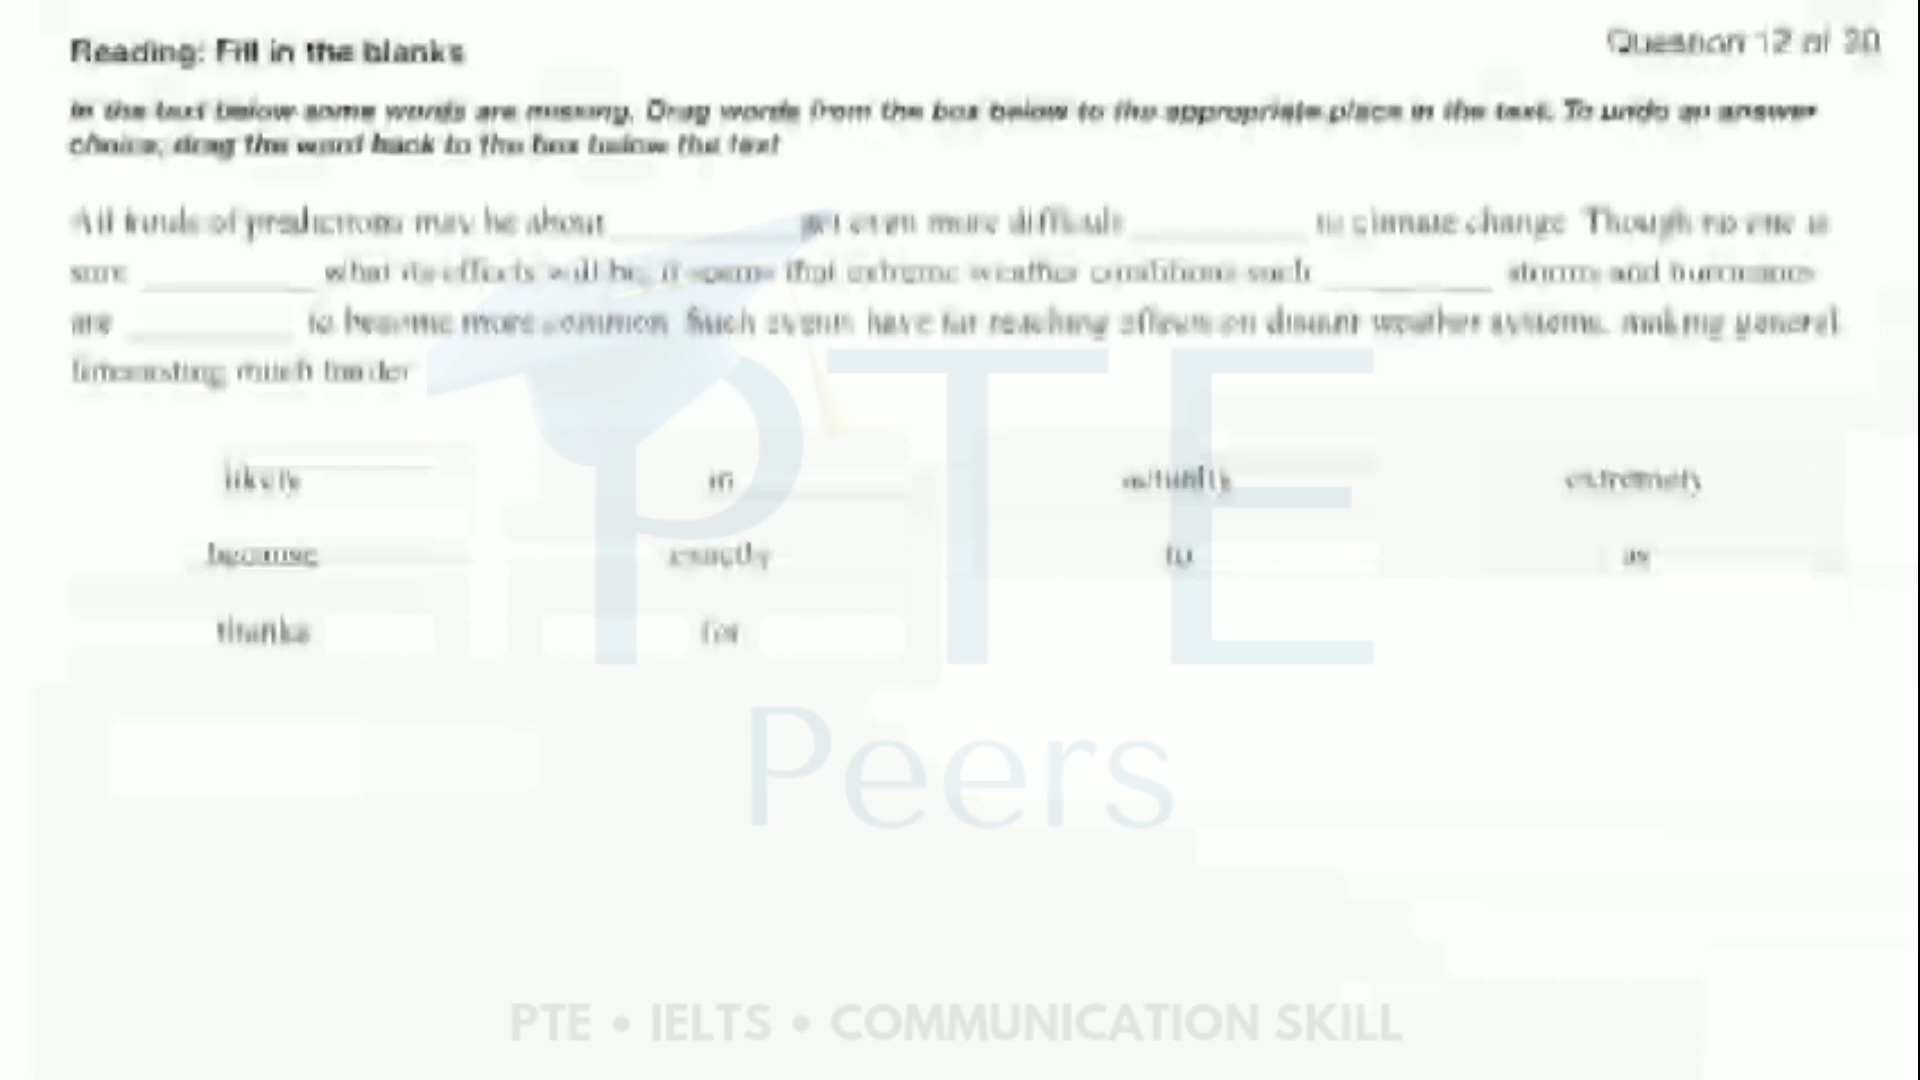 Reading: Fill in the blanks
Question 12 of 30
In the text below some words are missing. Drag words from the box below to the appropriate place in the text. To undo an answer
choice, drag the word back to the box below the text
All kinds of predictions may be about __________ get even more difficult __________ to climate change. Though no one is
sure __________ what its effects will be, it seems that extreme weather conditions such __________ storms and hurricanes
are __________ to become more common. Such events have far reaching effects on distant weather systems, making general
forecasting much harder
likely in actually extremely
because exactly to as
thanks for
PTE
Peers
PTE • IELTS • COMMUNICATION SKILL